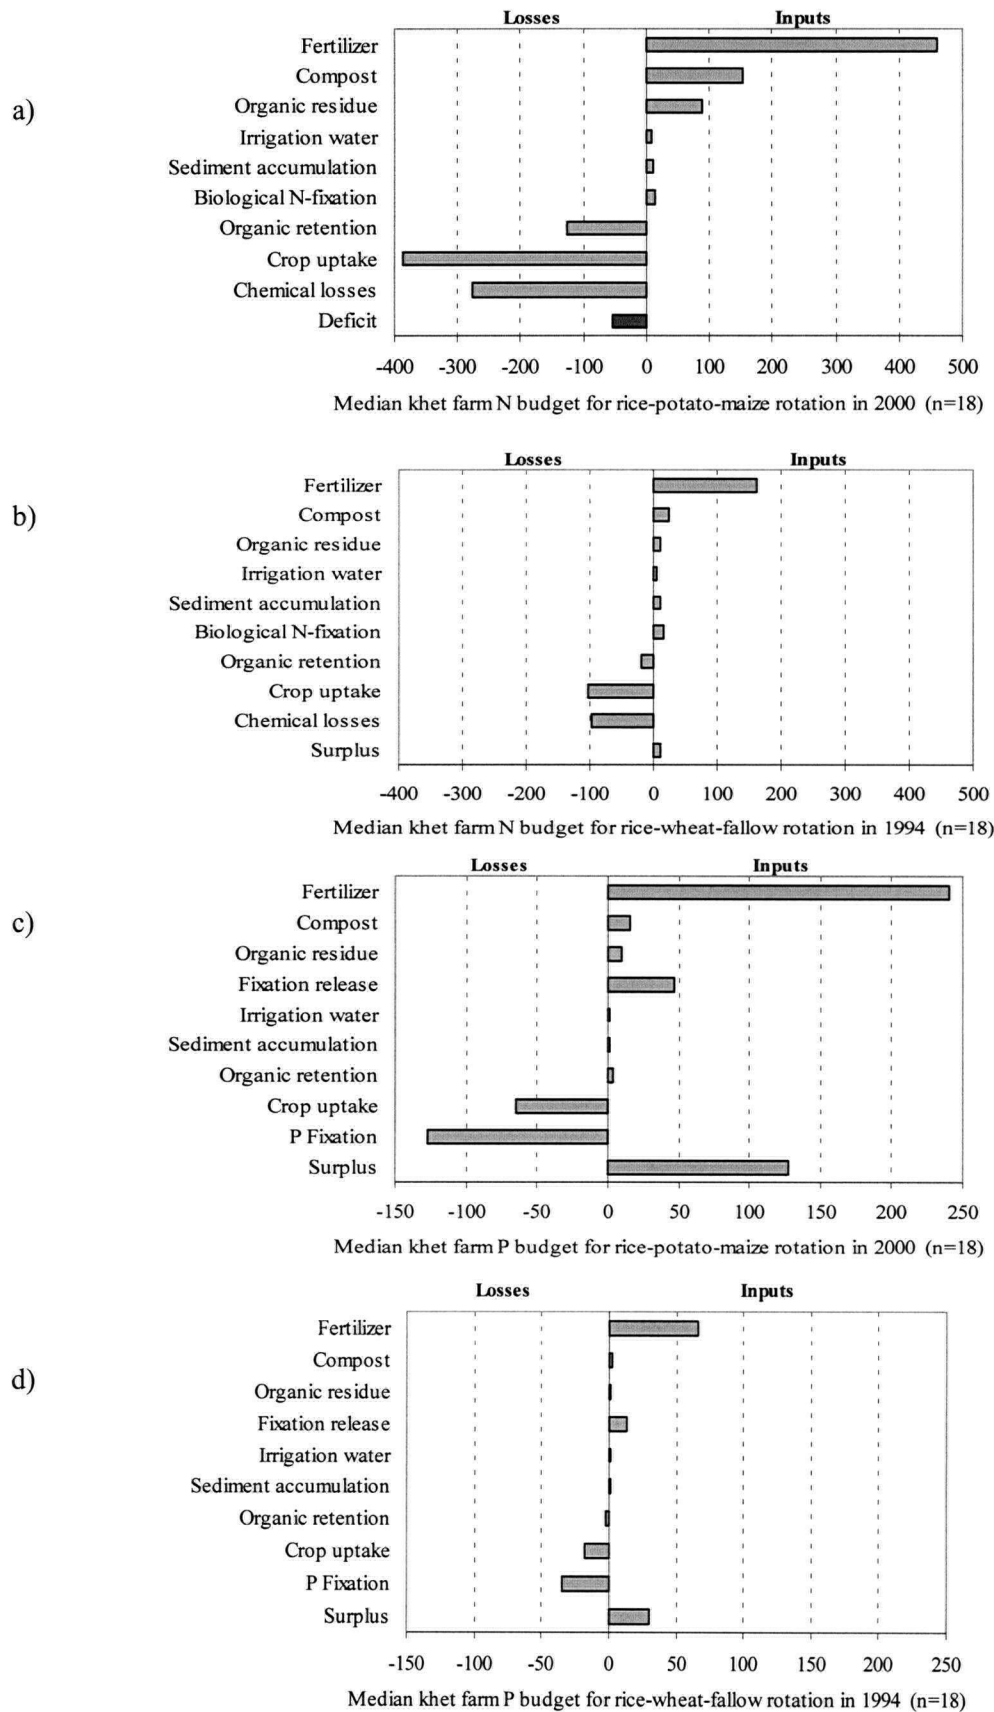 a)
Losses Inputs
Fertilizer
Compost
Organic residue
Irrigation water
Sediment accumulation
Biological N-fixation
Organic retention
Crop uptake
Chemical losses
Deficit
-400 -300 -200 -100 0 100 200 300 400 500
Median khet farm N budget for rice-potato-maize rotation in 2000 (n=18)
b)
Losses Inputs
Fertilizer
Compost
Organic residue
Irrigation water
Sediment accumulation
Biological N-fixation
Organic retention
Crop uptake
Chemical losses
Surplus
-400 -300 -200 -100 0 100 200 300 400 500
Median khet farm N budget for rice-wheat-fallow rotation in 1994 (n=18)
c)
Losses Inputs
Fertilizer
Compost
Organic residue
Fixation release
Irrigation water
Sediment accumulation
Organic retention
Crop uptake
P Fixation
Surplus
-150 -100 -50 0 50 100 150 200 250
Median khet farm P budget for rice-potato-maize rotation in 2000 (n=18)
d)
Losses Inputs
Fertilizer
Compost
Organic residue
Fixation release
Irrigation water
Sediment accumulation
Organic retention
Crop uptake
P Fixation
Surplus
-150 -100 -50 0 50 100 150 200 250
Median khet farm P budget for rice-wheat-fallow rotation in 1994 (n=18)